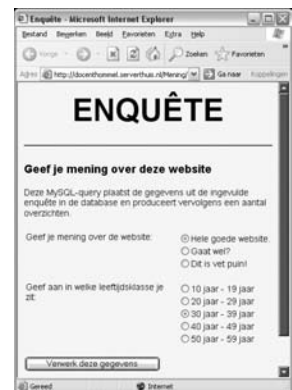 Enquête - Microsoft Internet Explorer
Bestand Bewerken Beeld Favorieten Extra Help
Vorige Zoeken Favorieten
Adres http://docenthommel.serverthuis.nl/Mening/ Ga naar Koppelingen
ENQUÊTE
Geef je mening over deze website
Deze MySQL-query plaatst de gegevens uit de ingevulde
enquête in de database en produceert vervolgens een aantal
overzichten.
Geef je mening over de website:
Hele goede website.
Gaat wel?
Dit is vet puin!
Geef aan in welke leeftijdsklasse je
zit:
10 jaar - 19 jaar
20 jaar - 29 jaar
30 jaar - 39 jaar
40 jaar - 49 jaar
50 jaar - 59 jaar
Verwerk deze gegevens
Gereed Internet